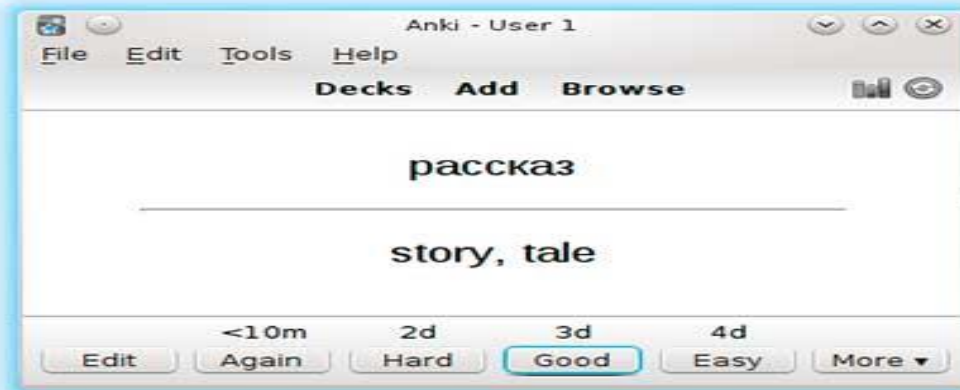 Anki - User 1
File Edit Tools Help
Decks Add Browse
рассказ
story, tale
<10m 2d 3d 4d
Edit Again Hard Good Easy More ▾